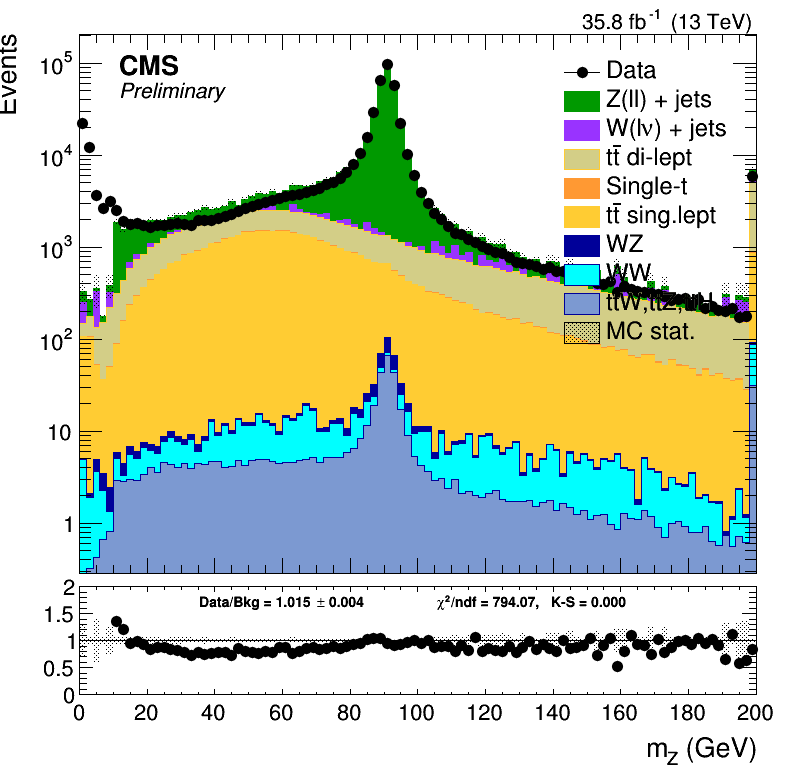 35.8 fb⁻¹ (13 TeV)
Events
CMS
Preliminary
Data
Z(ll) + jets
W(lν) + jets
tt̄ di-lept
Single-t
tt̄ sing.lept
WZ
WW
MC stat.
10⁵
10⁴
10³
10²
10
1
Data/Bkg = 1.015 ± 0.004
χ²/ndf = 794.07, K-S = 0.000
2
1.5
1
0.5
0
0 20 40 60 80 100 120 140 160 180 200
m_Z (GeV)